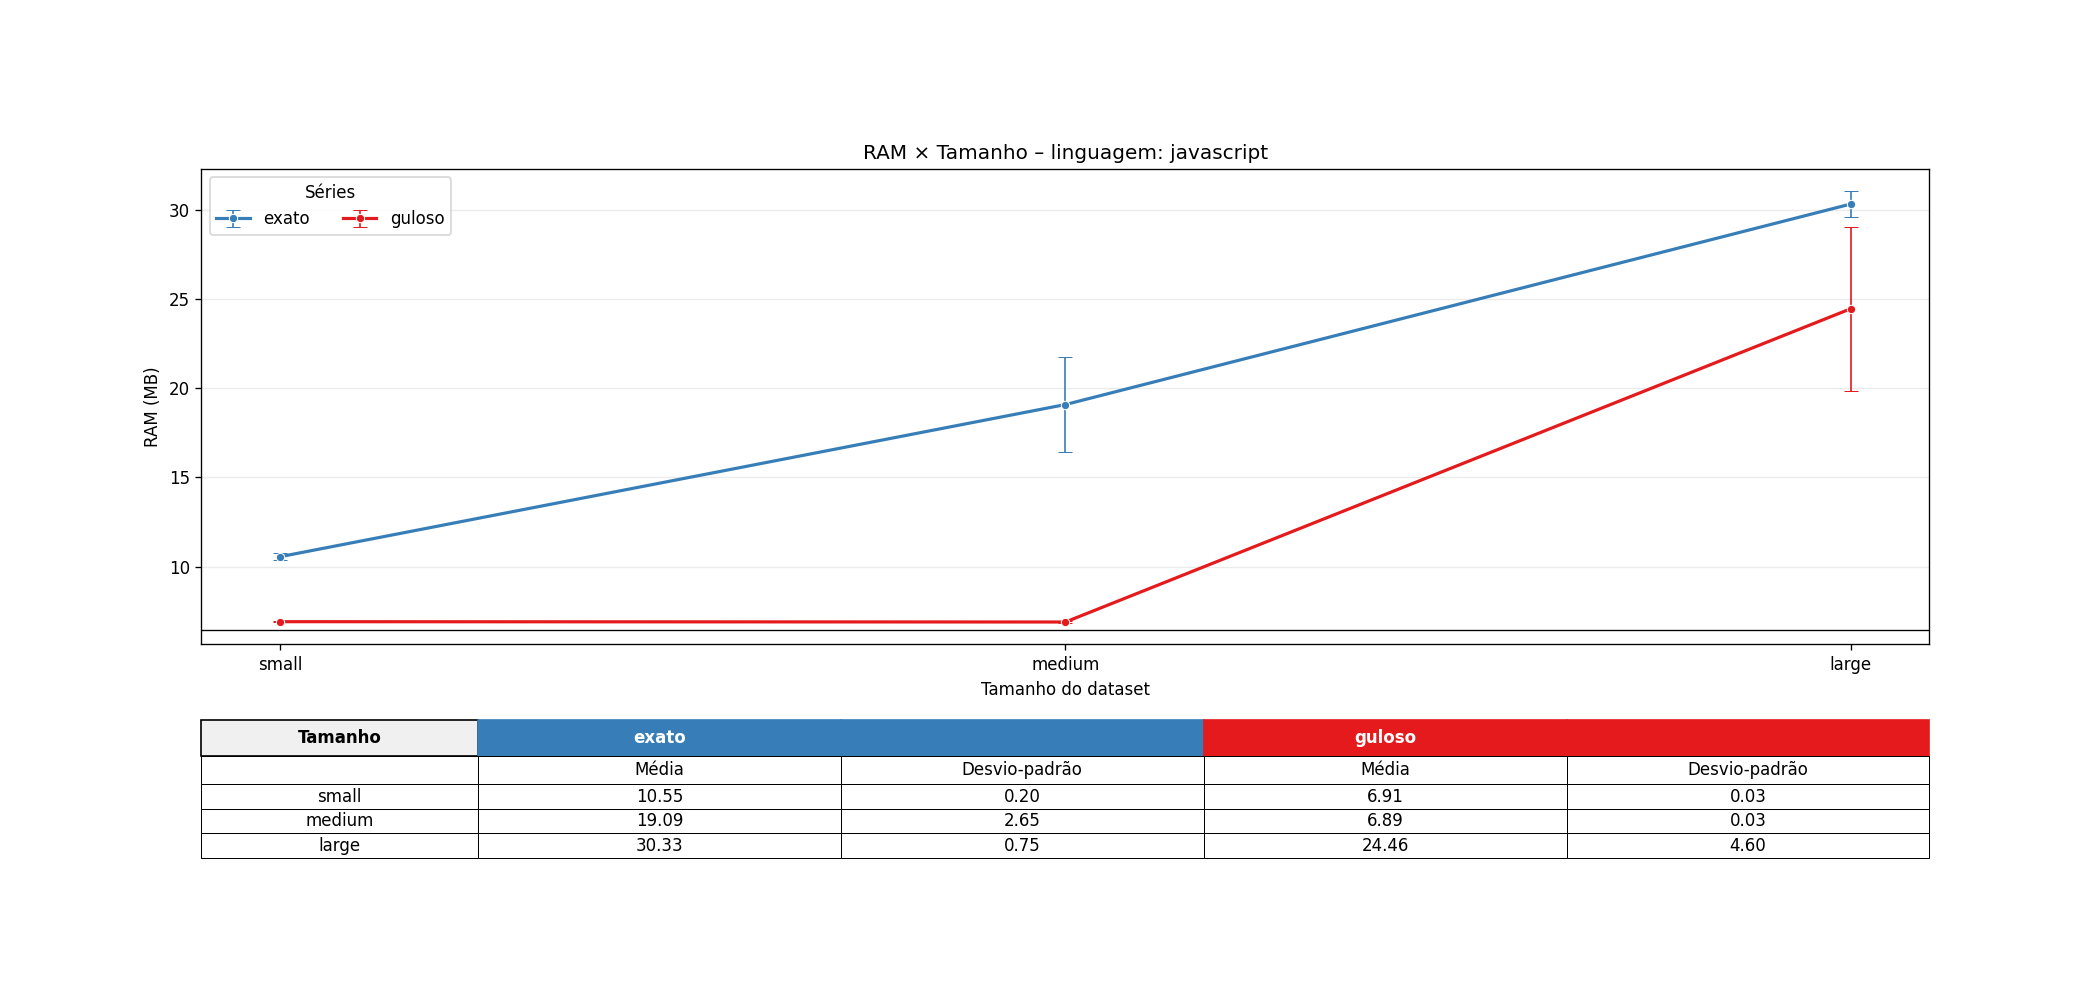 RAM × Tamanho – linguagem: javascript
Séries
exato guloso
30
25
20
15
10
RAM (MB)
small medium large
Tamanho do dataset
Tamanho exato guloso
Média Desvio-padrão Média Desvio-padrão
small 10.55 0.20 6.91 0.03
medium 19.09 2.65 6.89 0.03
large 30.33 0.75 24.46 4.60